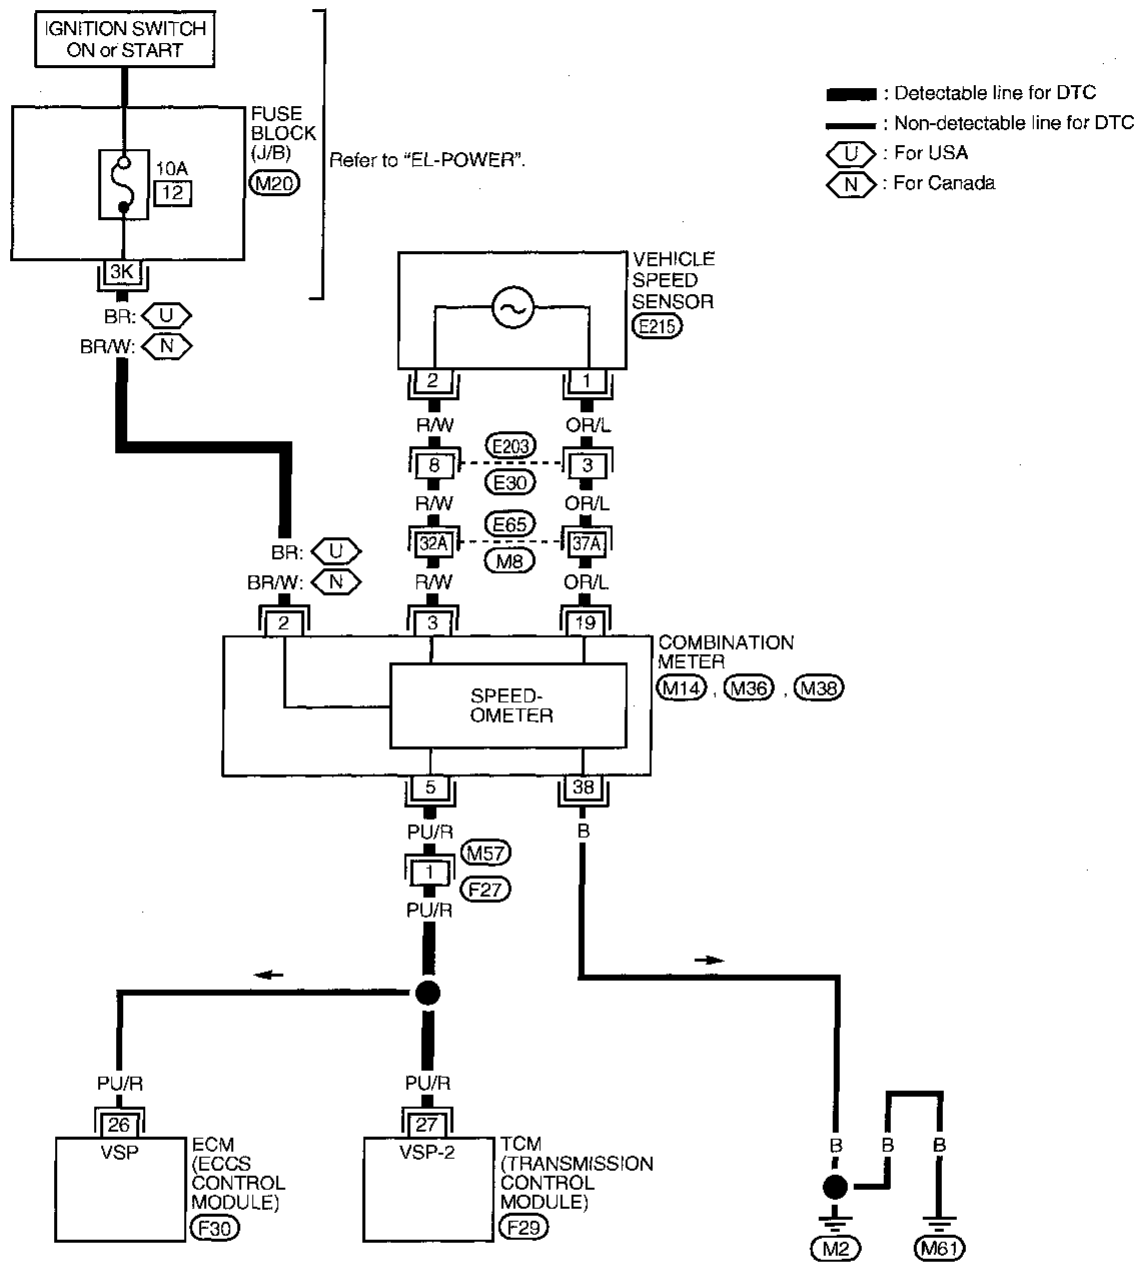 IGNITION SWITCH
ON or START
FUSE
BLOCK
(J/B)
M20
10A
12
3K
Refer to "EL-POWER".
: Detectable line for DTC
: Non-detectable line for DTC
U : For USA
N : For Canada
BR: U
BR/W: N
VEHICLE
SPEED
SENSOR
E215
2
1
R/W
OR/L
E203
8
3
E30
R/W
OR/L
E65
32A
37A
M8
BR: U
BR/W: N
R/W
OR/L
2
3
19
COMBINATION
METER
M14 , M36 , M38
SPEED-
OMETER
5
38
PU/R
B
M57
1
F27
PU/R
PU/R
PU/R
26
27
VSP
VSP-2
ECM
(ECCS
CONTROL
MODULE)
F30
TCM
(TRANSMISSION
CONTROL
MODULE)
F29
B
B
B
M2
M61